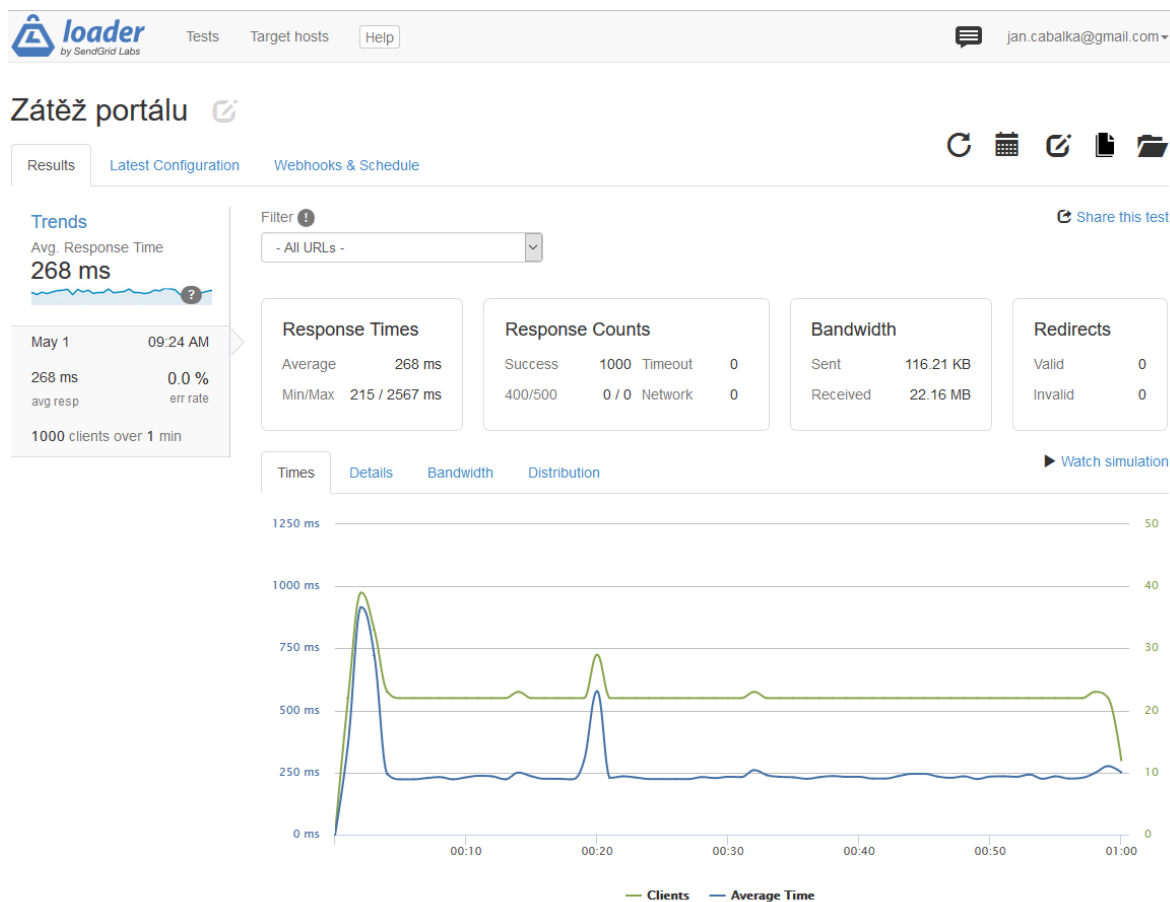 loader
by SendGrid Labs
Tests Target hosts Help jan.cabalka@gmail.com
Zátěž portálu
Results Latest Configuration Webhooks & Schedule
Trends
Avg. Response Time
268 ms
?
May 1 09:24 AM
268 ms 0.0 %
avg resp err rate
1000 clients over 1 min
Filter !
- All URLs -
Share this test
Response Times
Average 268 ms
Min/Max 215 / 2567 ms
Response Counts
Success 1000 Timeout 0
400/500 0 / 0 Network 0
Bandwidth
Sent 116.21 KB
Received 22.16 MB
Redirects
Valid 0
Invalid 0
Times Details Bandwidth Distribution
Watch simulation
1250 ms 50
1000 ms 40
750 ms 30
500 ms 20
250 ms 10
0 ms 0
00:10 00:20 00:30 00:40 00:50 01:00
Clients Average Time